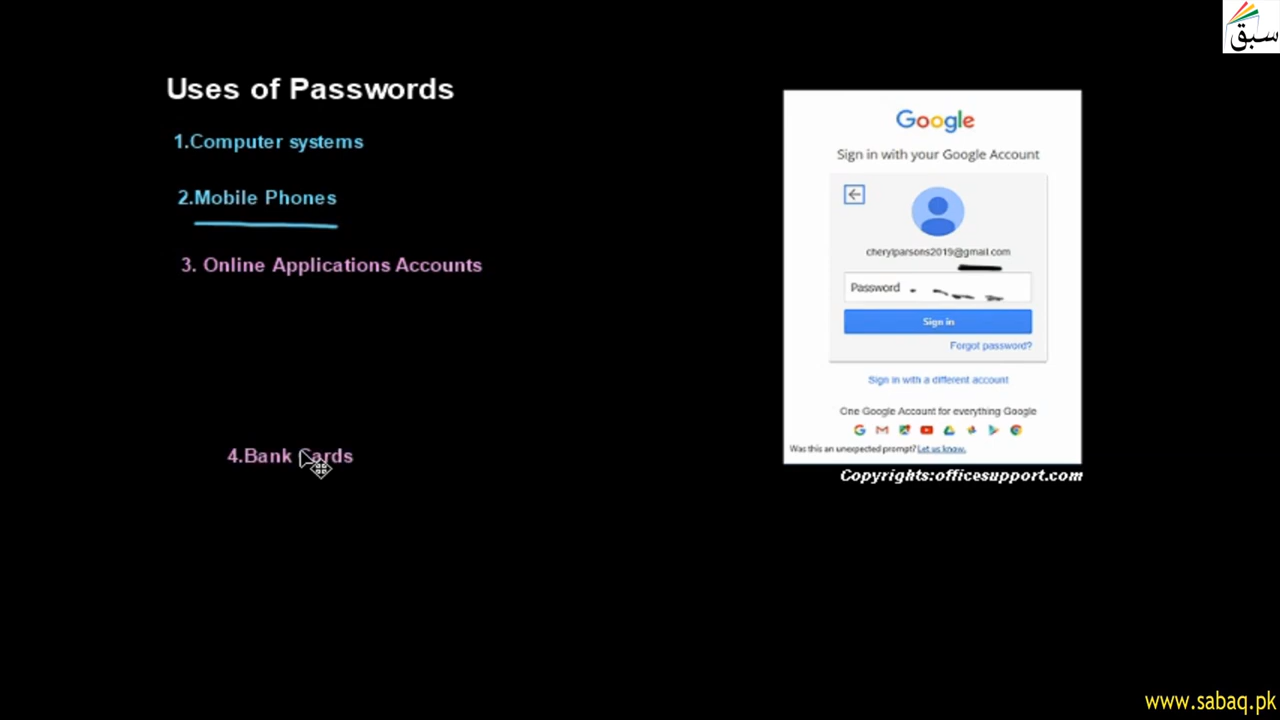 سبق
Uses of Passwords
1.Computer systems
2.Mobile Phones
3. Online Applications Accounts
4.Bank Cards
Google
Sign in with your Google Account
cherylparsons2019@gmail.com
Password
Sign in
Forgot password?
Sign in with a different account
One Google Account for everything Google
Was this an unexpected prompt? Let us know.
Copyrights:officesupport.com
www.sabaq.pk